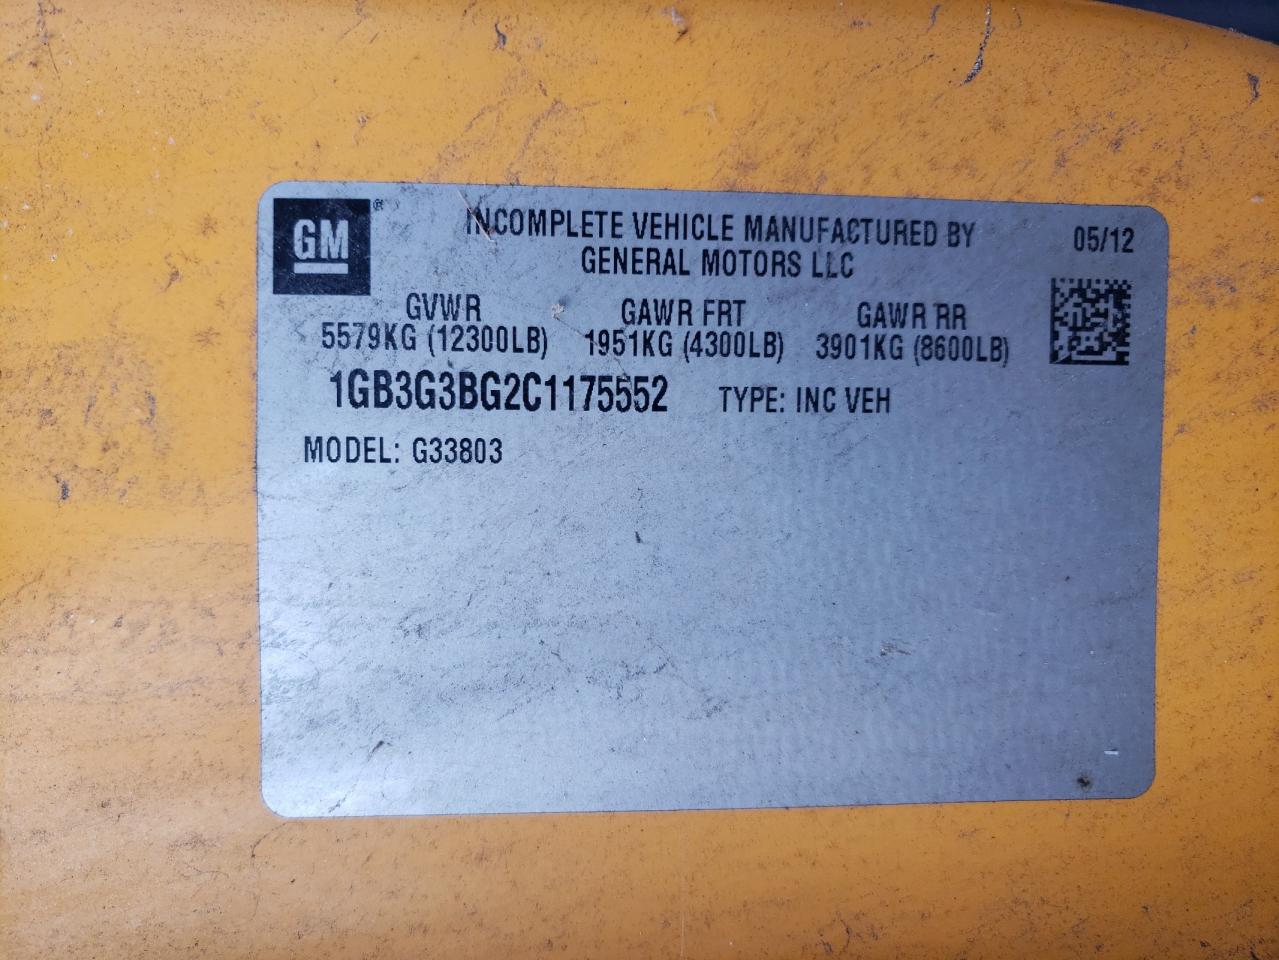 GM®
INCOMPLETE VEHICLE MANUFACTURED BY
GENERAL MOTORS LLC
05/12
GVWR GAWR FRT GAWR RR
5579KG (12300LB) 1951KG (4300LB) 3901KG (8600LB)
1GB3G3BG2C1175552 TYPE: INC VEH
MODEL: G33803